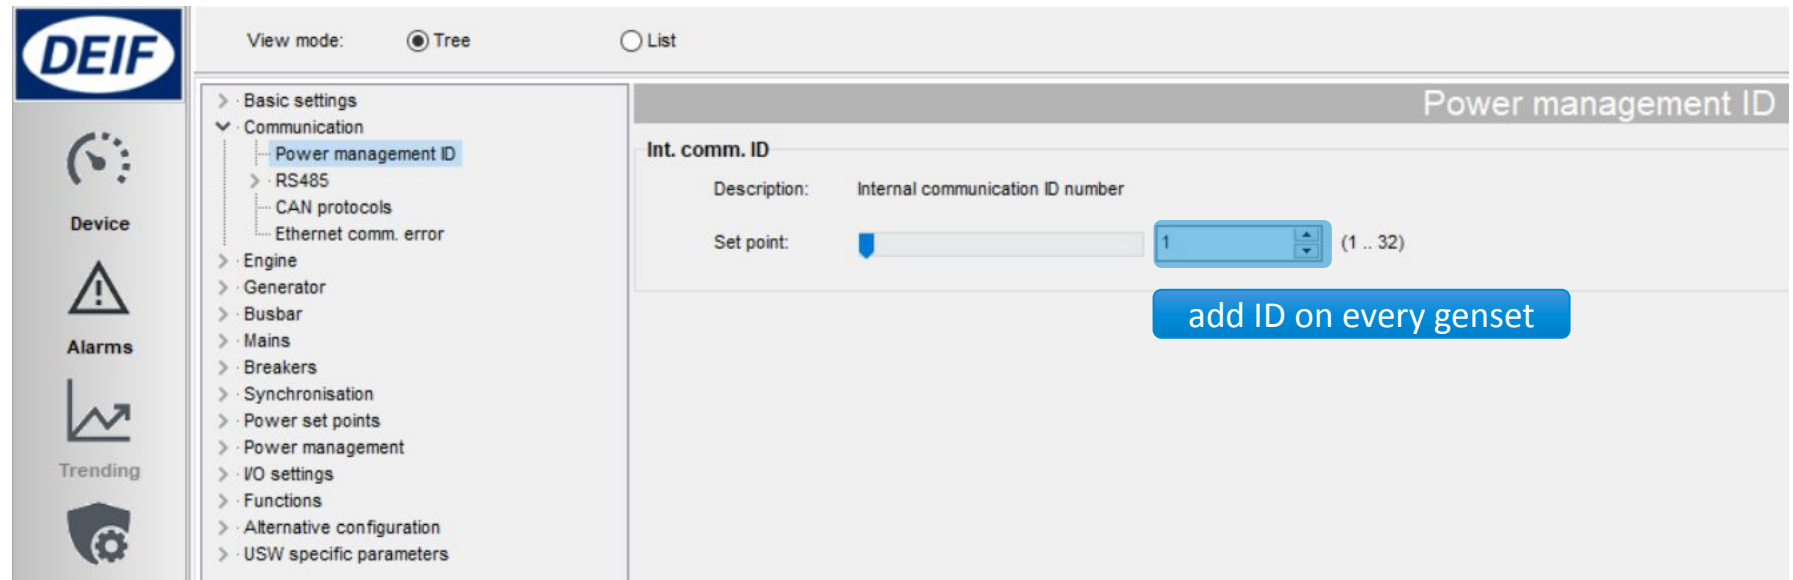 DEIF
View mode: Tree List
Basic settings
Communication
Power management ID
RS485
CAN protocols
Ethernet comm. error
Engine
Generator
Busbar
Mains
Breakers
Synchronisation
Power set points
Power management
I/O settings
Functions
Alternative configuration
USW specific parameters
Device
Alarms
Trending
Power management ID
Int. comm. ID
Description: Internal communication ID number
Set point: 1 (1 .. 32)
add ID on every genset